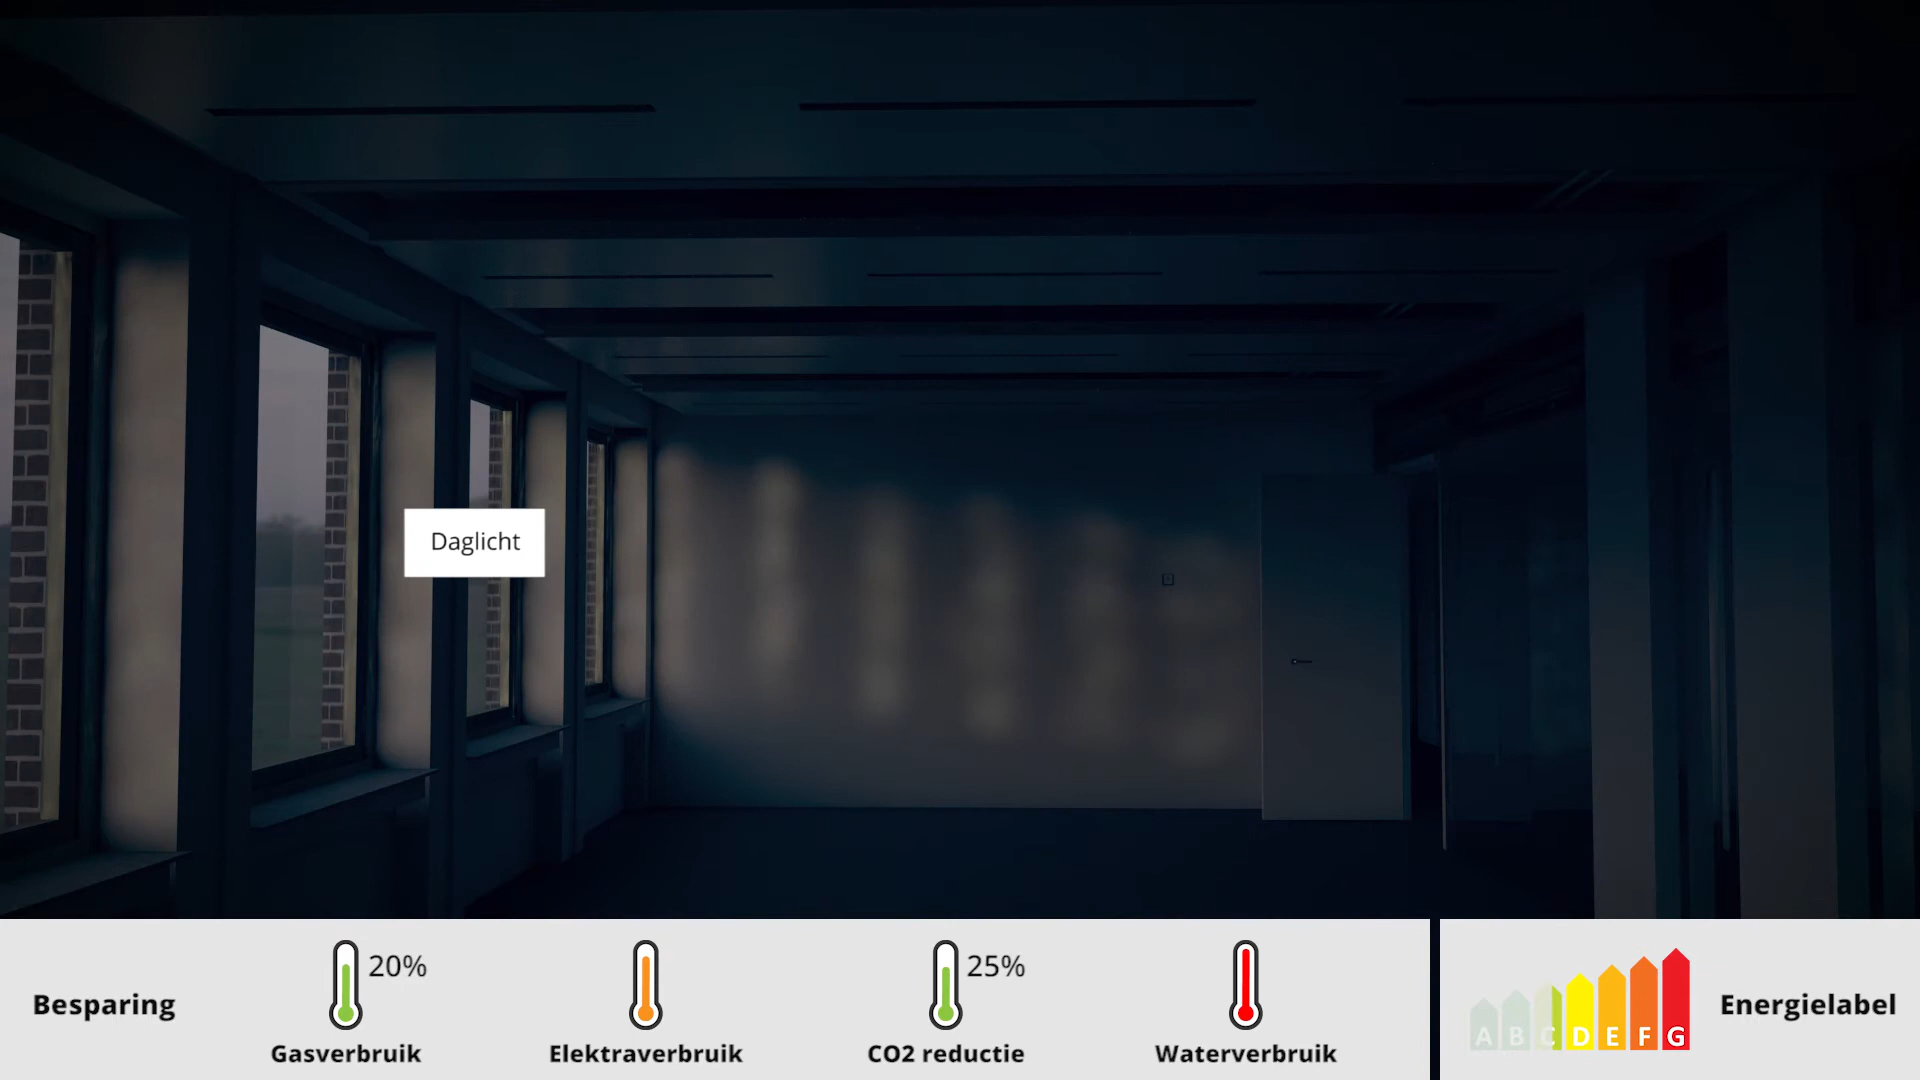 Daglicht
20%
25%
Besparing
Gasverbruik
Elektraverbruik
CO2 reductie
Waterverbruik
A B C D E F G
Energielabel